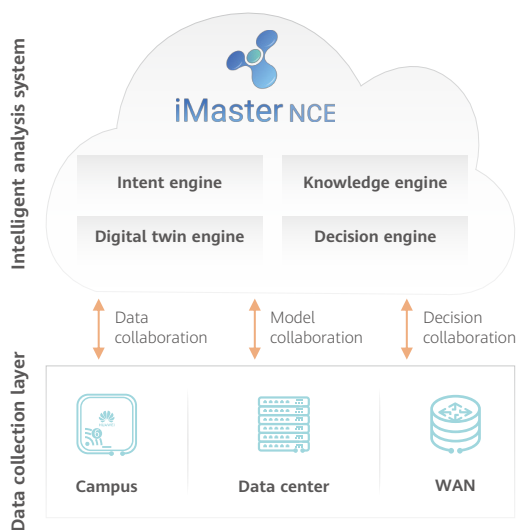 Intelligent analysis system
iMaster NCE
Intent engine
Knowledge engine
Digital twin engine
Decision engine
Data
collaboration
Model
collaboration
Decision
collaboration
Data collection layer
Campus
Data center
WAN